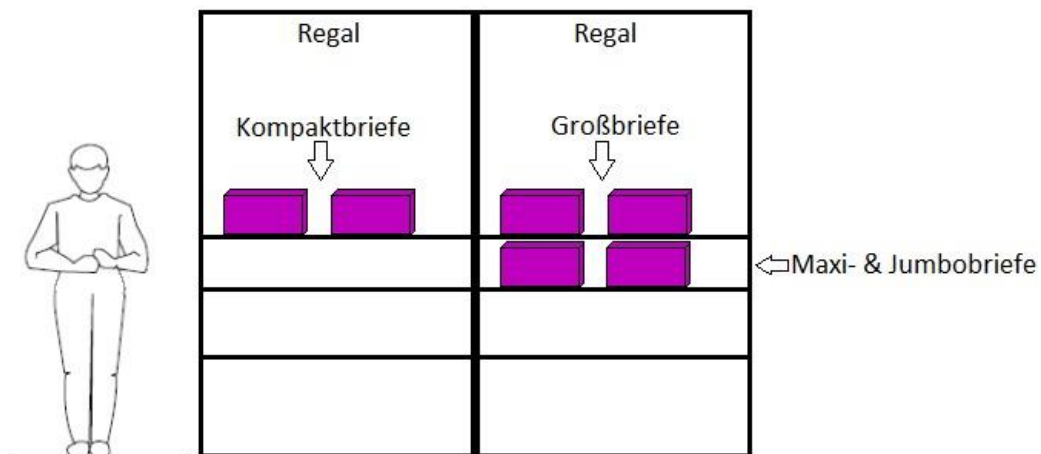 Regal
Regal
Kompaktbriefe
Großbriefe
Maxi- & Jumbobriefe